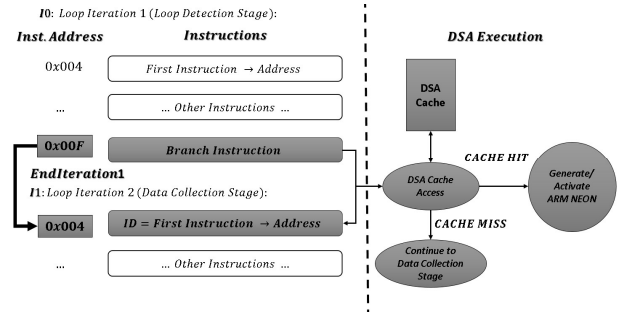 I0: Loop Iteration 1 (Loop Detection Stage):
Inst. Address Instructions
0x004 First Instruction → Address
... ... Other Instructions ...
0x00F Branch Instruction
EndIteration1
I1: Loop Iteration 2 (Data Collection Stage):
0x004 ID = First Instruction → Address
... ... Other Instructions ...
DSA Execution
DSA
Cache
DSA Cache
Access
CACHE HIT
Generate/
Activate
ARM NEON
CACHE MISS
Continue to
Data Collection
Stage